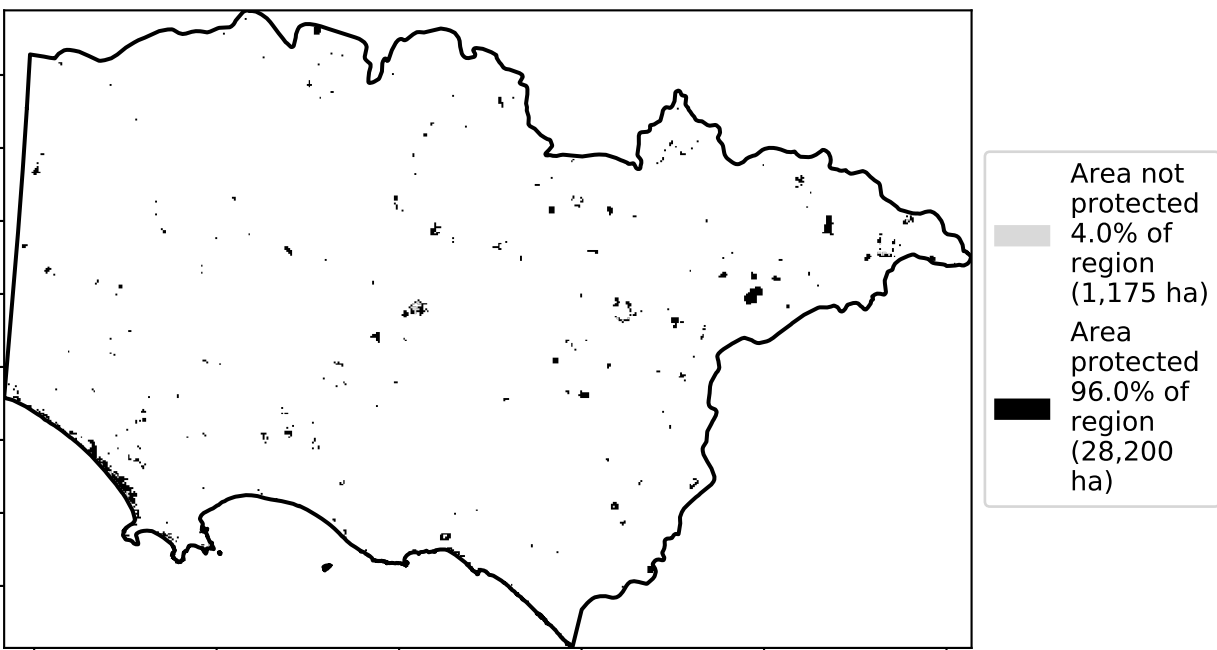 Area not
protected
4.0% of
region
(1,175 ha)
Area
protected
96.0% of
region
(28,200
ha)